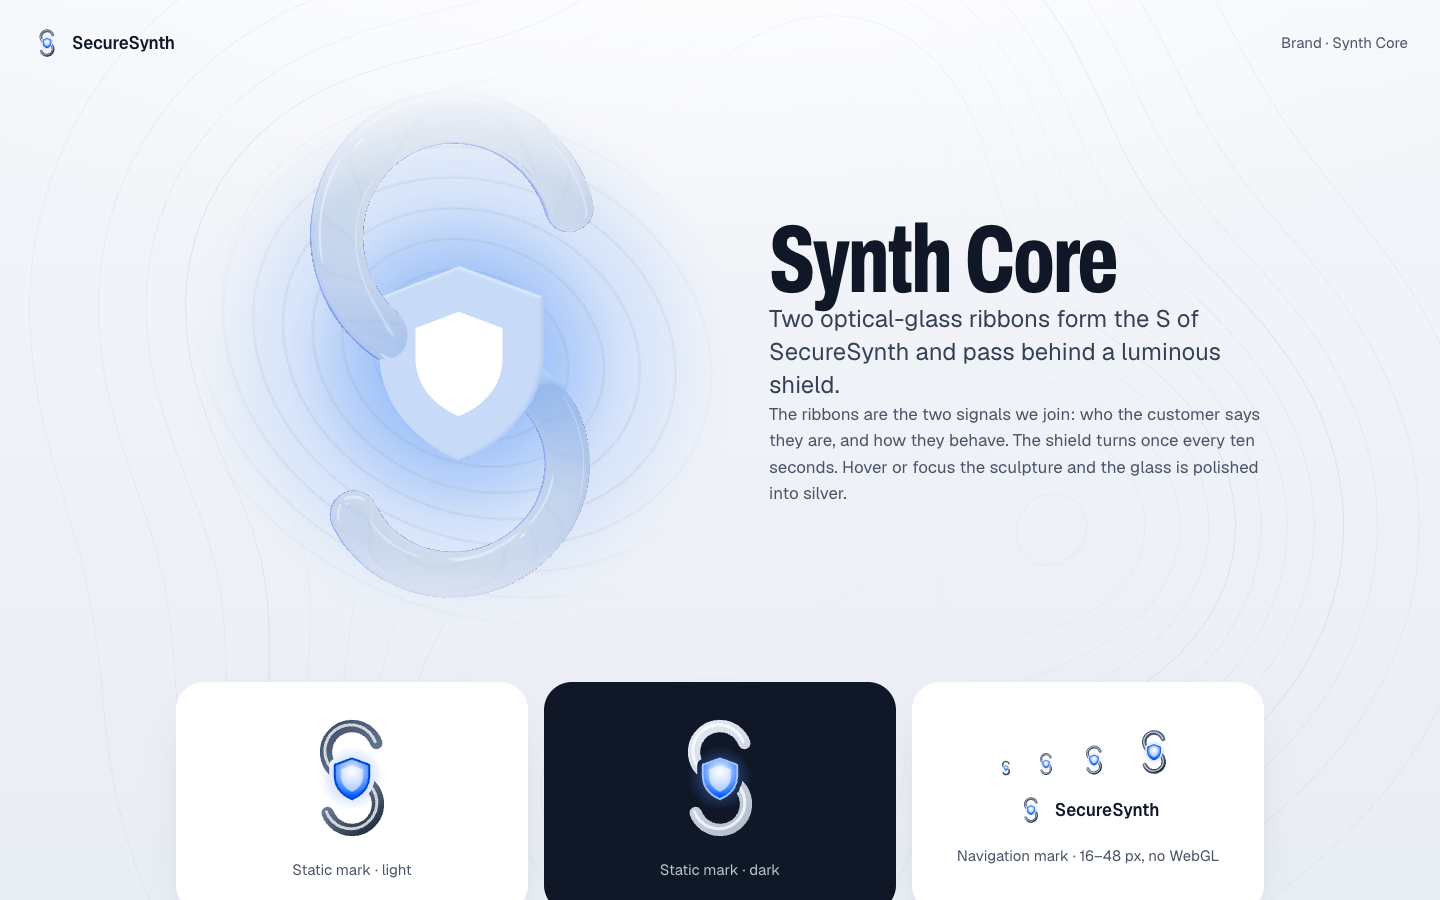 SecureSynth
Brand · Synth Core
Synth Core
Two optical-glass ribbons form the S of
SecureSynth and pass behind a luminous
shield.
The ribbons are the two signals we join: who the customer says
they are, and how they behave. The shield turns once every ten
seconds. Hover or focus the sculpture and the glass is polished
into silver.
Static mark · light
Static mark · dark
SecureSynth
Navigation mark · 16–48 px, no WebGL